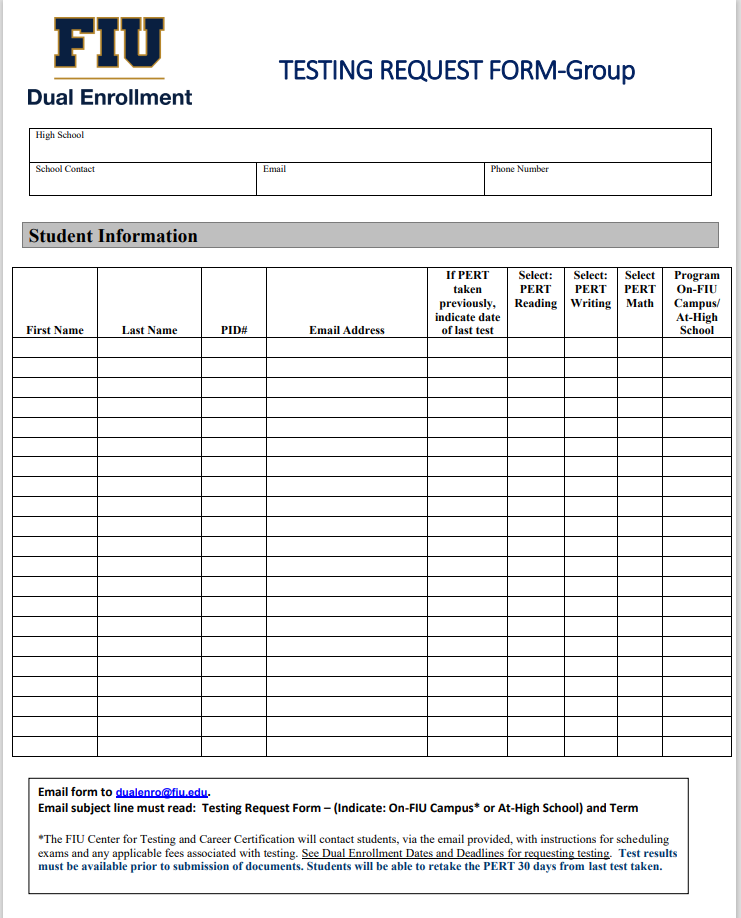 FIU
Dual Enrollment
TESTING REQUEST FORM-Group
High School
School Contact
Email
Phone Number
Student Information
First Name
Last Name
PID#
Email Address
If PERT
taken
previously,
indicate date
of last test
Select:
PERT
Reading
Select:
PERT
Writing
Select
PERT
Math
Program
On-FIU
Campus/
At-High
School
Email form to dualenro@fiu.edu.
Email subject line must read:  Testing Request Form – (Indicate: On-FIU Campus* or At-High School) and Term
*The FIU Center for Testing and Career Certification will contact students, via the email provided, with instructions for scheduling
exams and any applicable fees associated with testing. See Dual Enrollment Dates and Deadlines for requesting testing.  Test results
must be available prior to submission of documents. Students will be able to retake the PERT 30 days from last test taken.